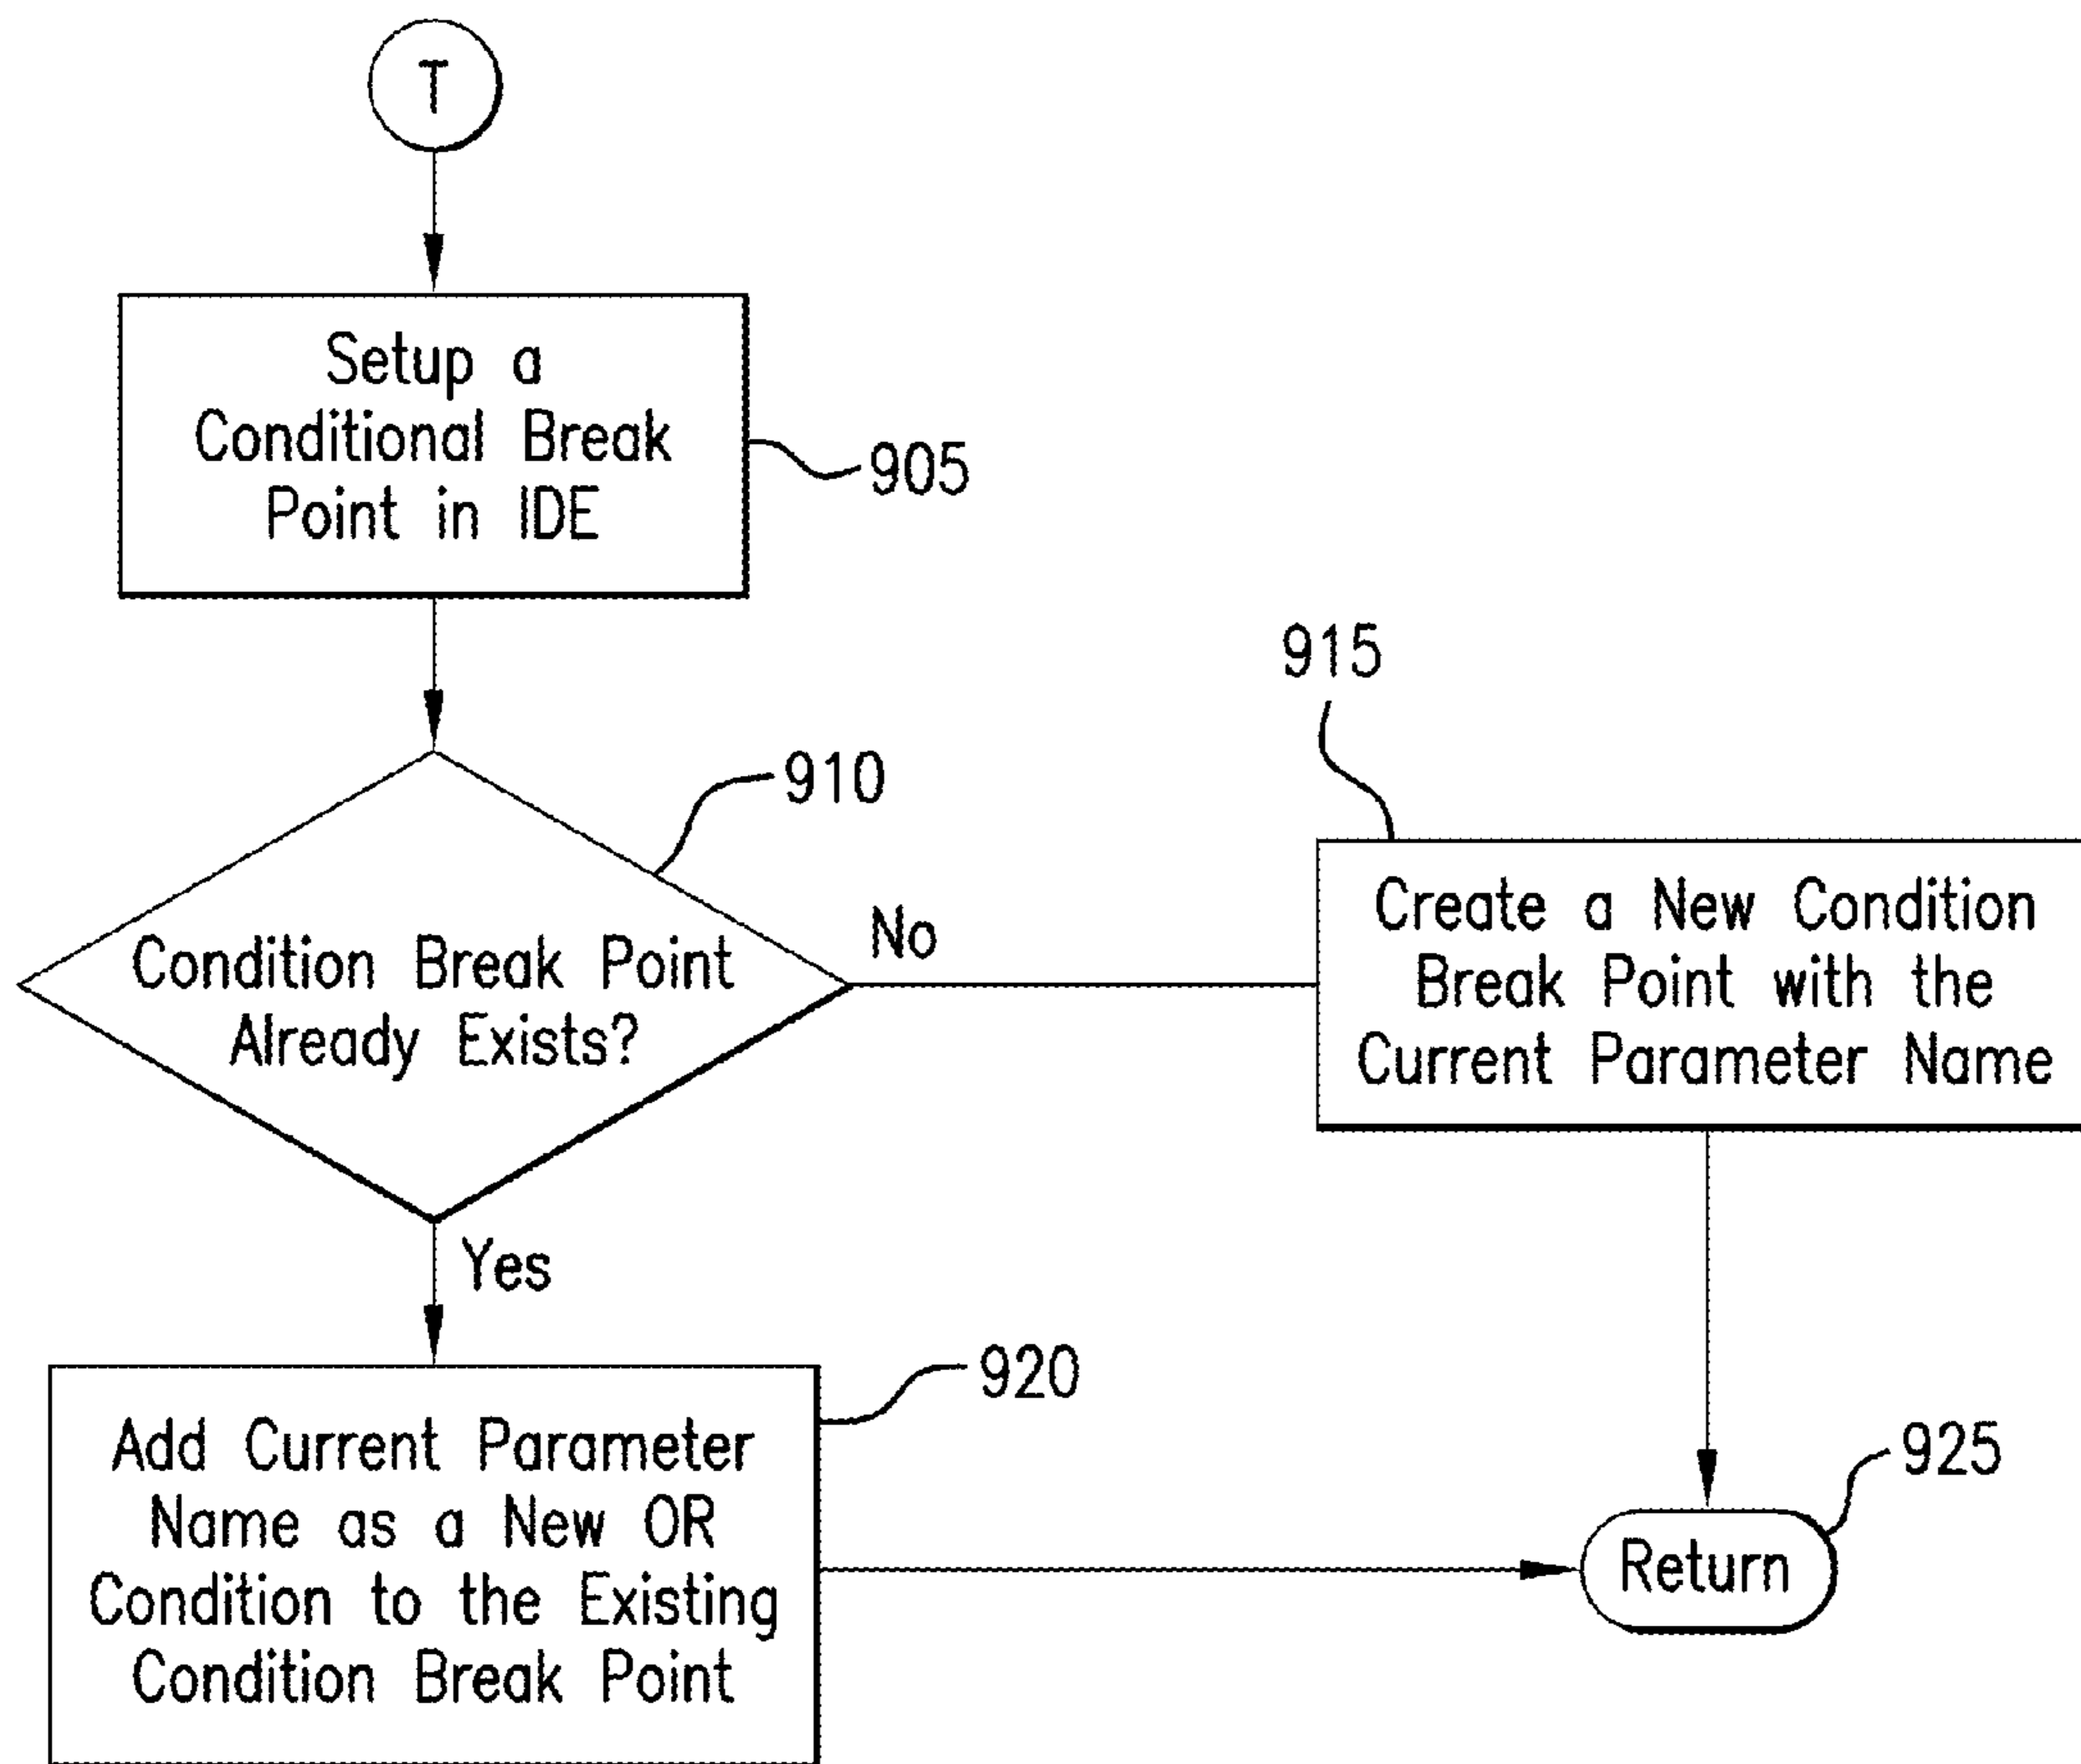 T
Setup a
Conditional Break
Point in IDE
905
910
Condition Break Point
Already Exists?
No
915
Create a New Condition
Break Point with the
Current Parameter Name
Yes
920
Add Current Parameter
Name as a New OR
Condition to the Existing
Condition Break Point
925
Return